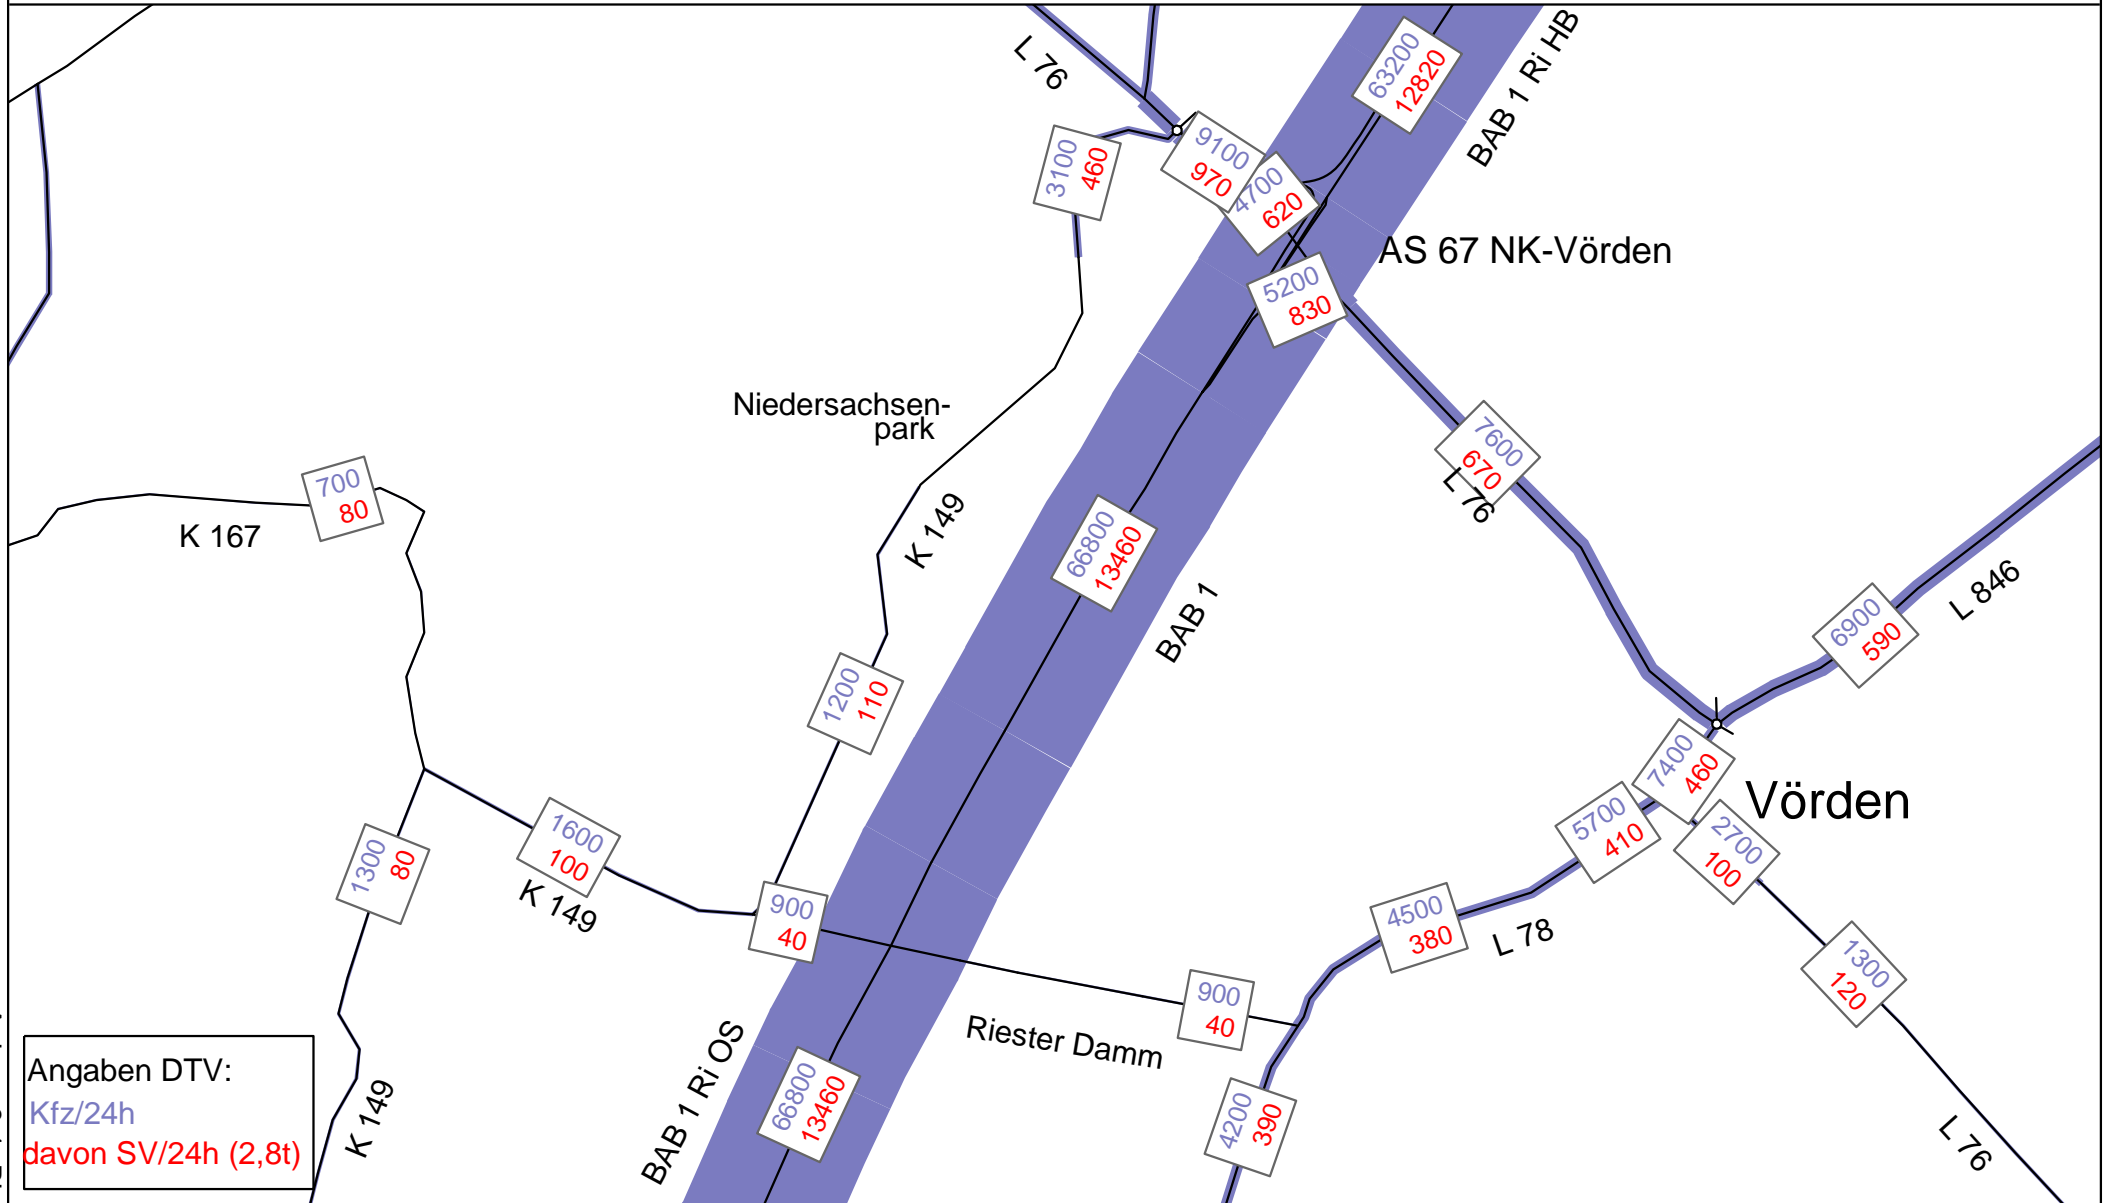 L 76
63200
12820
BAB 1 Ri HB
3100
460
9100
970
4700
620
AS 67 NK-Vörden
5200
830
Niedersachsen-
park
7600
670
L 76
700
80
K 167
K 149
66800
13460
BAB 1
L 846
6900
590
1200
110
7400
460
Vörden
5700
410
2700
100
1600
100
1300
80
K 149
900
40
4500
380
L 78
1300
120
900
40
Riester Damm
BAB 1 Ri OS
66800
13460
4200
390
L 76
K 149
Angaben DTV:
Kfz/24h
davon SV/24h (2,8t)